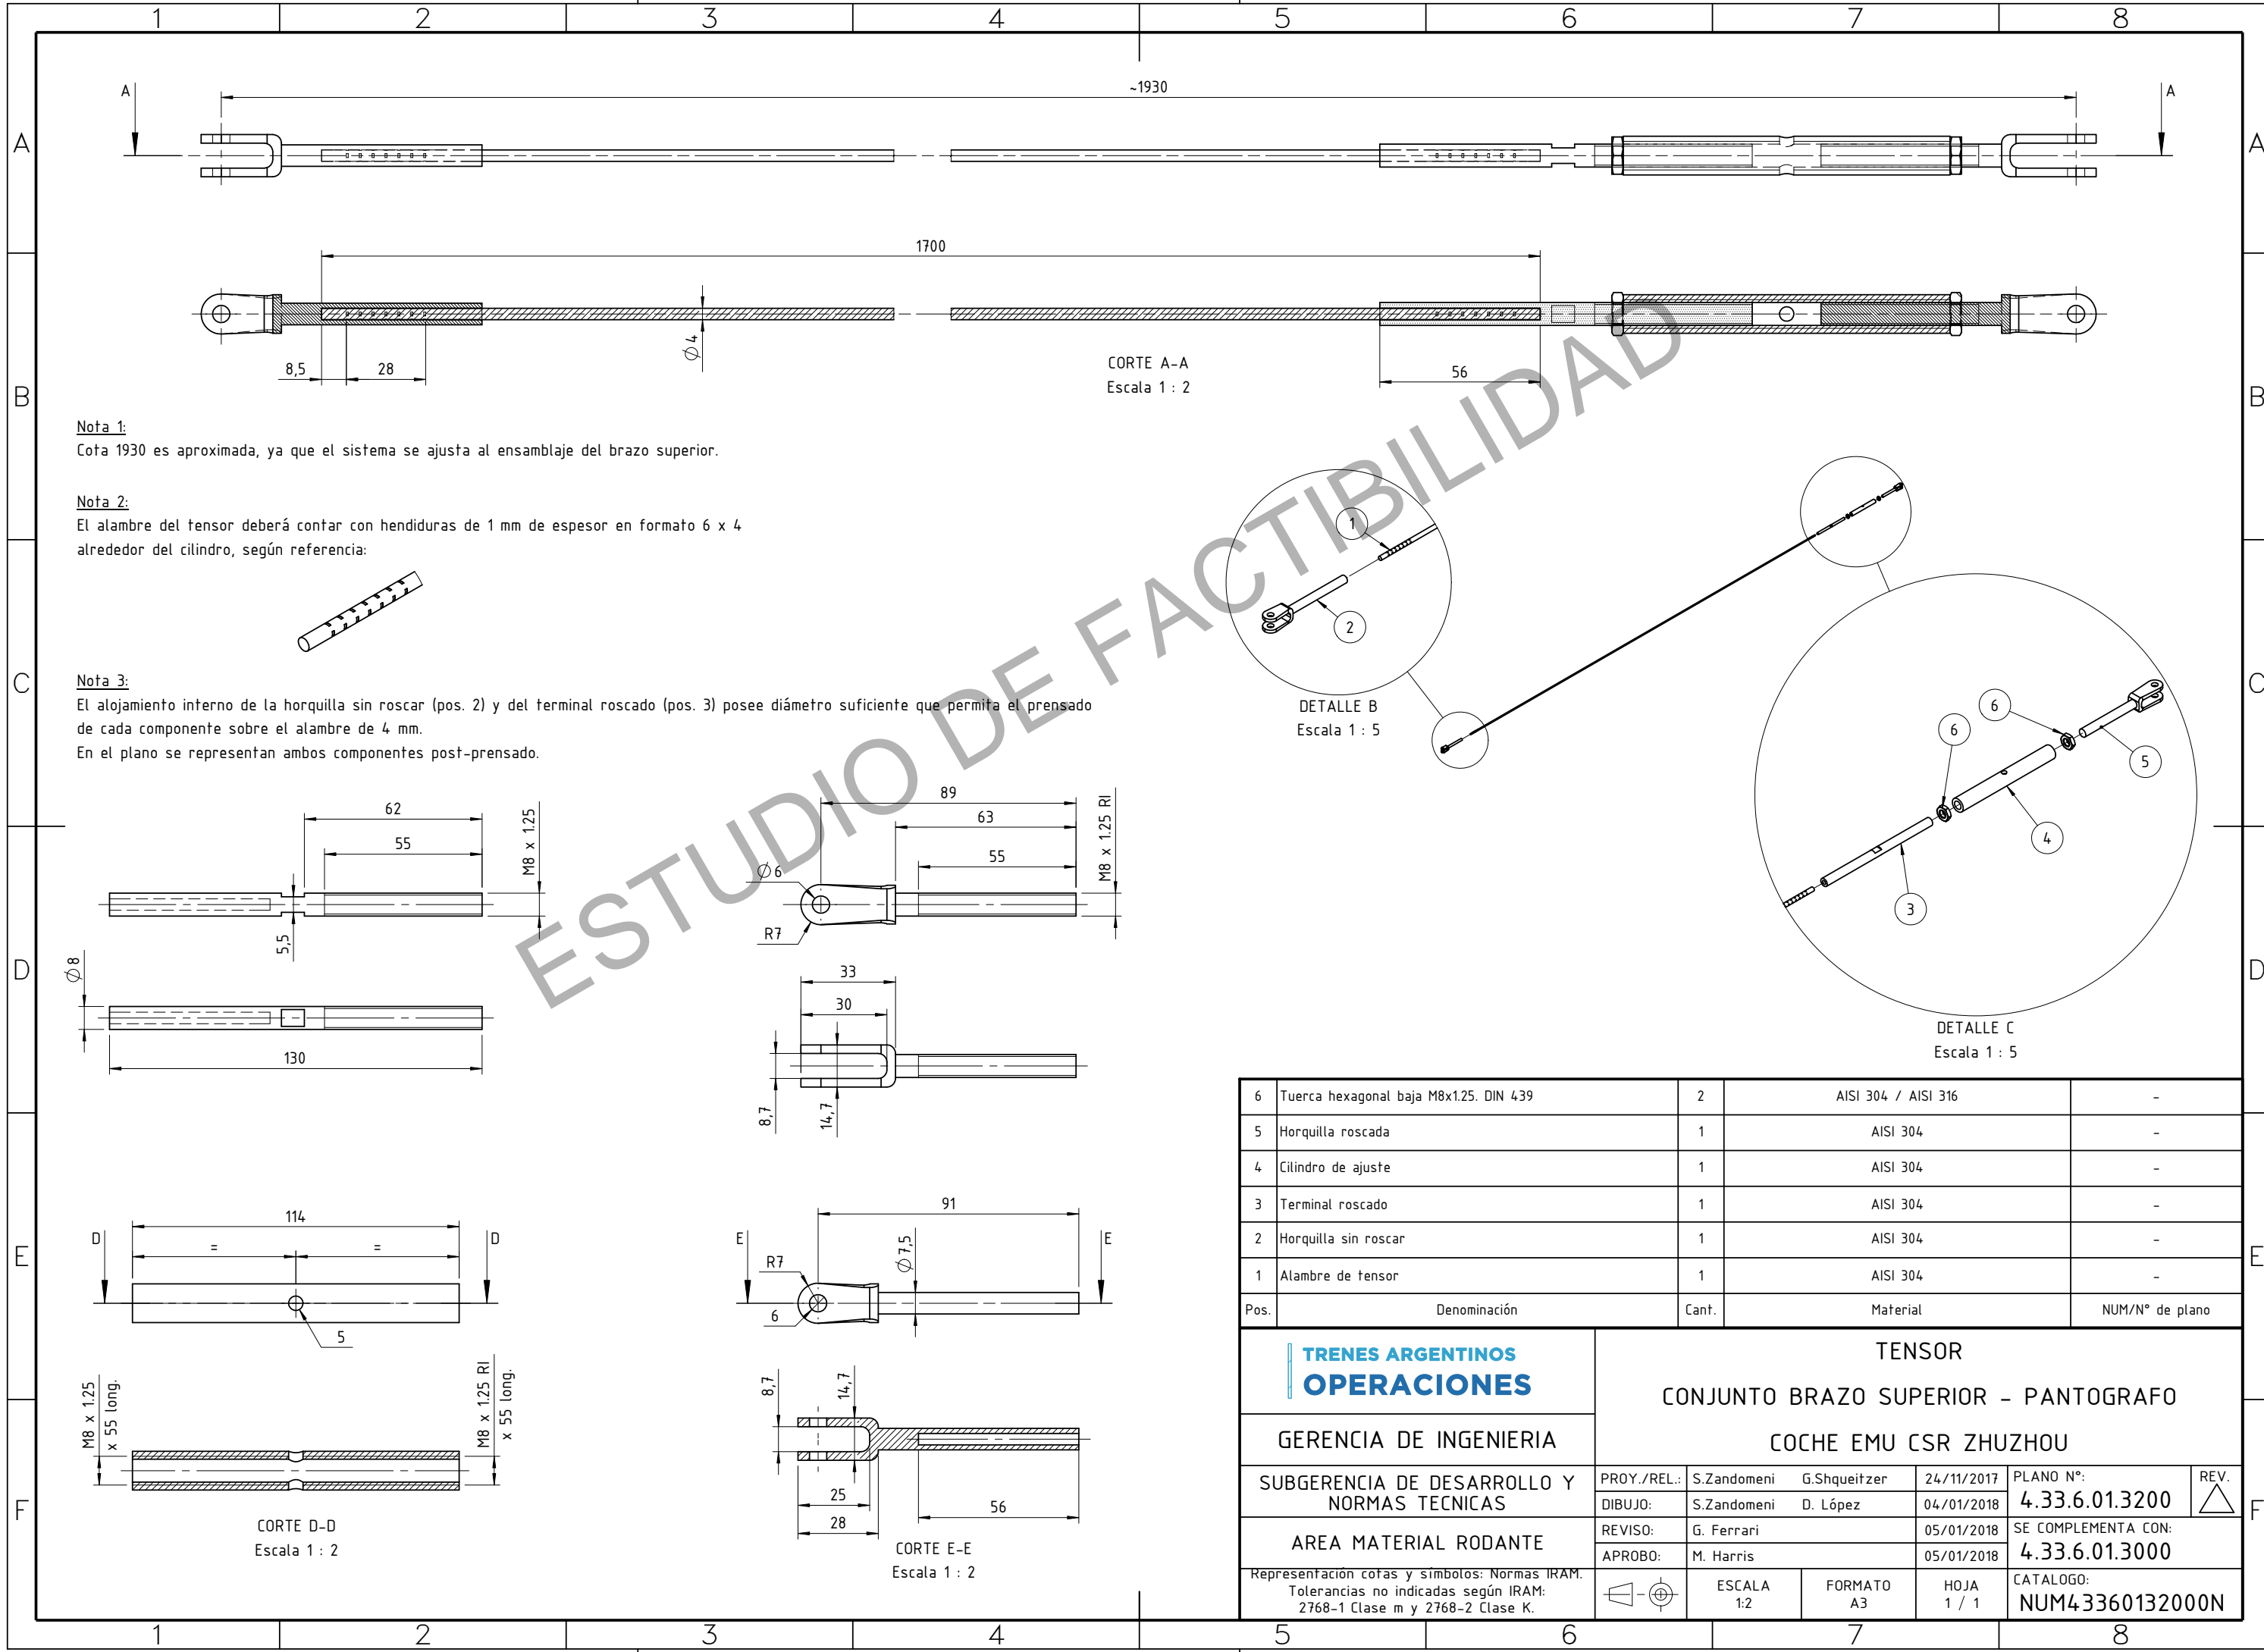 1 2 3 4 5 6 7 8
A
B
C
D
E
F
A
B
C
D
E
F
A
~1930
A
1700
8,5
28
Ø 4
56
CORTE A-A
Escala 1 : 2
Nota 1:
Cota 1930 es aproximada, ya que el sistema se ajusta al ensamblaje del brazo superior.
Nota 2:
El alambre del tensor deberá contar con hendiduras de 1 mm de espesor en formato 6 x 4
alrededor del cilindro, según referencia:
Nota 3:
El alojamiento interno de la horquilla sin roscar (pos. 2) y del terminal roscado (pos. 3) posee diámetro suficiente que permita el prensado
de cada componente sobre el alambre de 4 mm.
En el plano se representan ambos componentes post-prensado.
ESTUDIO DE FACTIBILIDAD
1
2
DETALLE B
Escala 1 : 5
6
6
5
4
3
DETALLE C
Escala 1 : 5
62
55
M8 x 1.25
5,5
Ø 8
130
89
63
55
M8 x 1.25 RI
Ø 6
R7
33
30
8,7
14,7
114
D
=
=
D
5
M8 x 1.25
x 55 long.
M8 x 1.25 RI
x 55 long.
CORTE D-D
Escala 1 : 2
91
E
E
R7
Ø 7,5
6
8,7
14,7
25
28
56
CORTE E-E
Escala 1 : 2
6 Tuerca hexagonal baja M8x1.25. DIN 439 2 AISI 304 / AISI 316 -
5 Horquilla roscada 1 AISI 304 -
4 Cilindro de ajuste 1 AISI 304 -
3 Terminal roscado 1 AISI 304 -
2 Horquilla sin roscar 1 AISI 304 -
1 Alambre de tensor 1 AISI 304 -
Pos. Denominación Cant. Material NUM/N° de plano
TRENES ARGENTINOS
OPERACIONES
GERENCIA DE INGENIERIA
SUBGERENCIA DE DESARROLLO Y
NORMAS TECNICAS
AREA MATERIAL RODANTE
Representación cotas y símbolos: Normas IRAM.
Tolerancias no indicadas según IRAM:
2768-1 Clase m y 2768-2 Clase K.
TENSOR
CONJUNTO BRAZO SUPERIOR - PANTOGRAFO
COCHE EMU CSR ZHUZHOU
PROY./REL.: S.Zandomeni G.Shqueitzer 24/11/2017
DIBUJO: S.Zandomeni D. López 04/01/2018
REVISO: G. Ferrari 05/01/2018
APROBO: M. Harris 05/01/2018
PLANO N°:
4.33.6.01.3200
REV.
SE COMPLEMENTA CON:
4.33.6.01.3000
ESCALA
1:2
FORMATO
A3
HOJA
1 / 1
CATALOGO:
NUM43360132000N
1 2 3 4 5 6 7 8